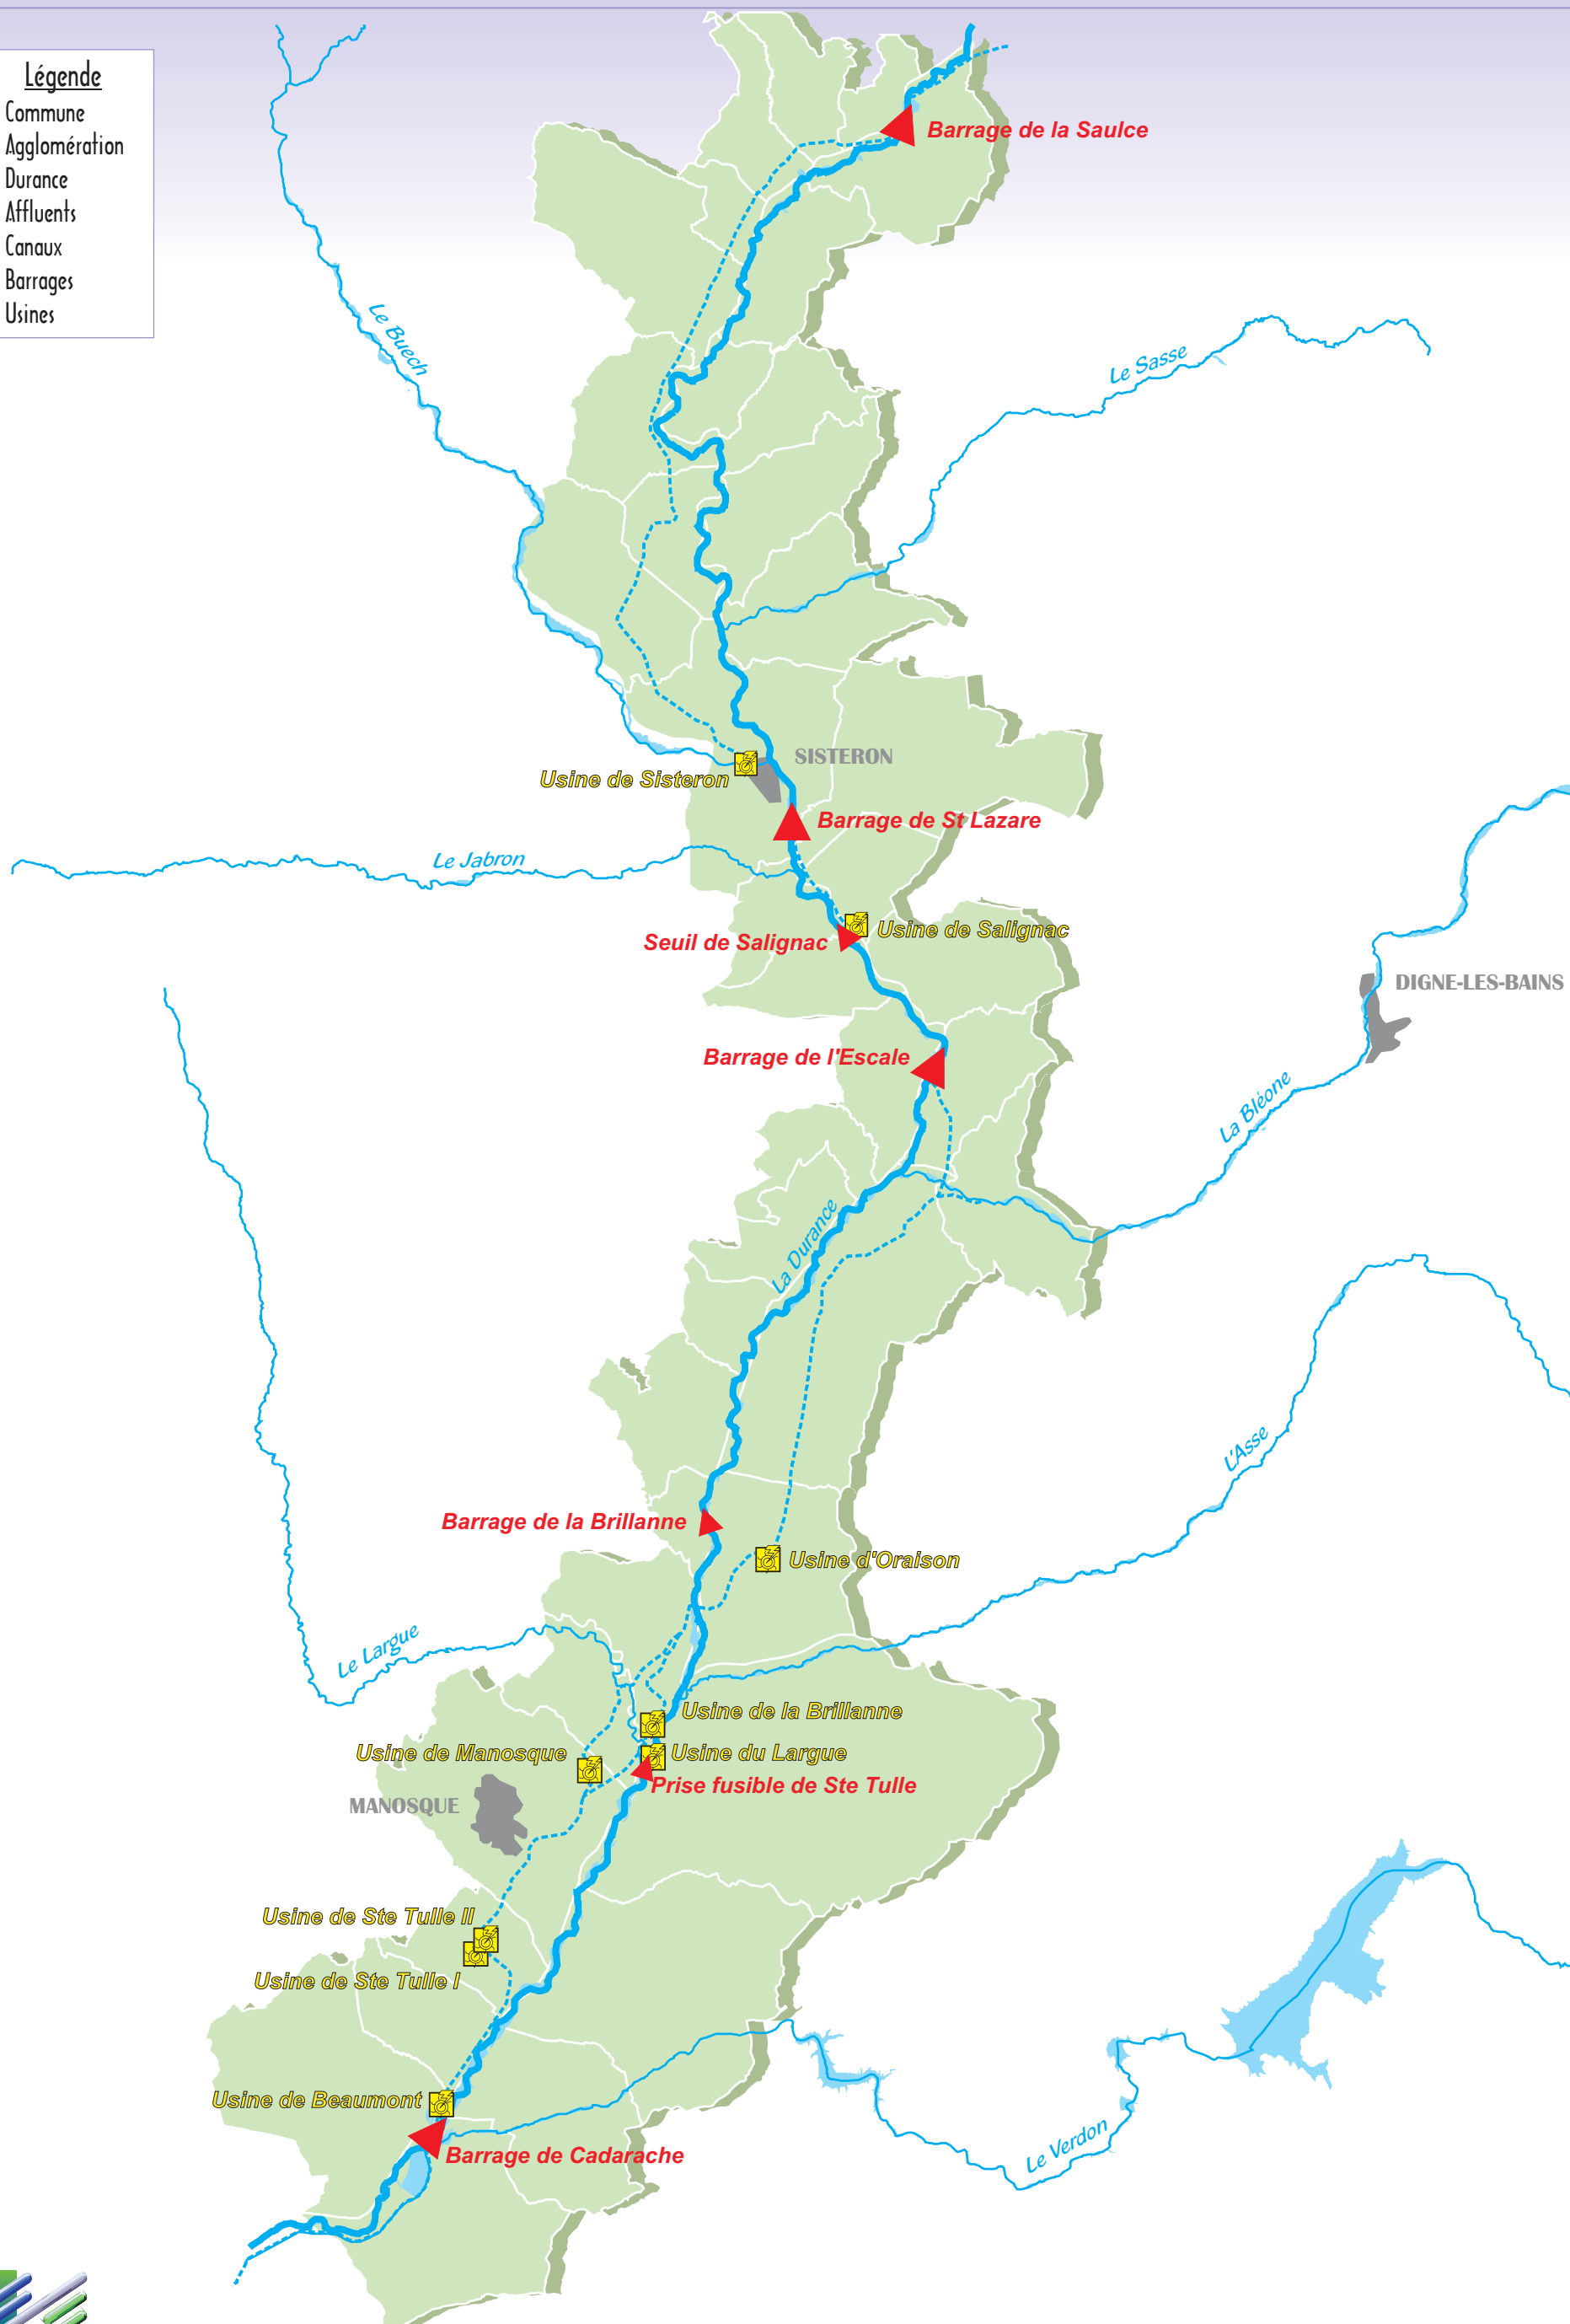 Légende
Commune
Agglomération
Durance
Affluents
Canaux
Barrages
Usines
Barrage de la Saulce
Le Buech
Le Sasse
SISTERON
Usine de Sisteron
Barrage de St Lazare
Le Jabron
Usine de Salignac
Seuil de Salignac
DIGNE-LES-BAINS
Barrage de l'Escale
La Bléone
La Durance
L'Asse
Barrage de la Brillanne
Usine d'Oraison
Le Largue
Usine de la Brillanne
Usine de Manosque
Usine du Largue
Prise fusible de Ste Tulle
MANOSQUE
Usine de Ste Tulle II
Usine de Ste Tulle I
Usine de Beaumont
Le Verdon
Barrage de Cadarache